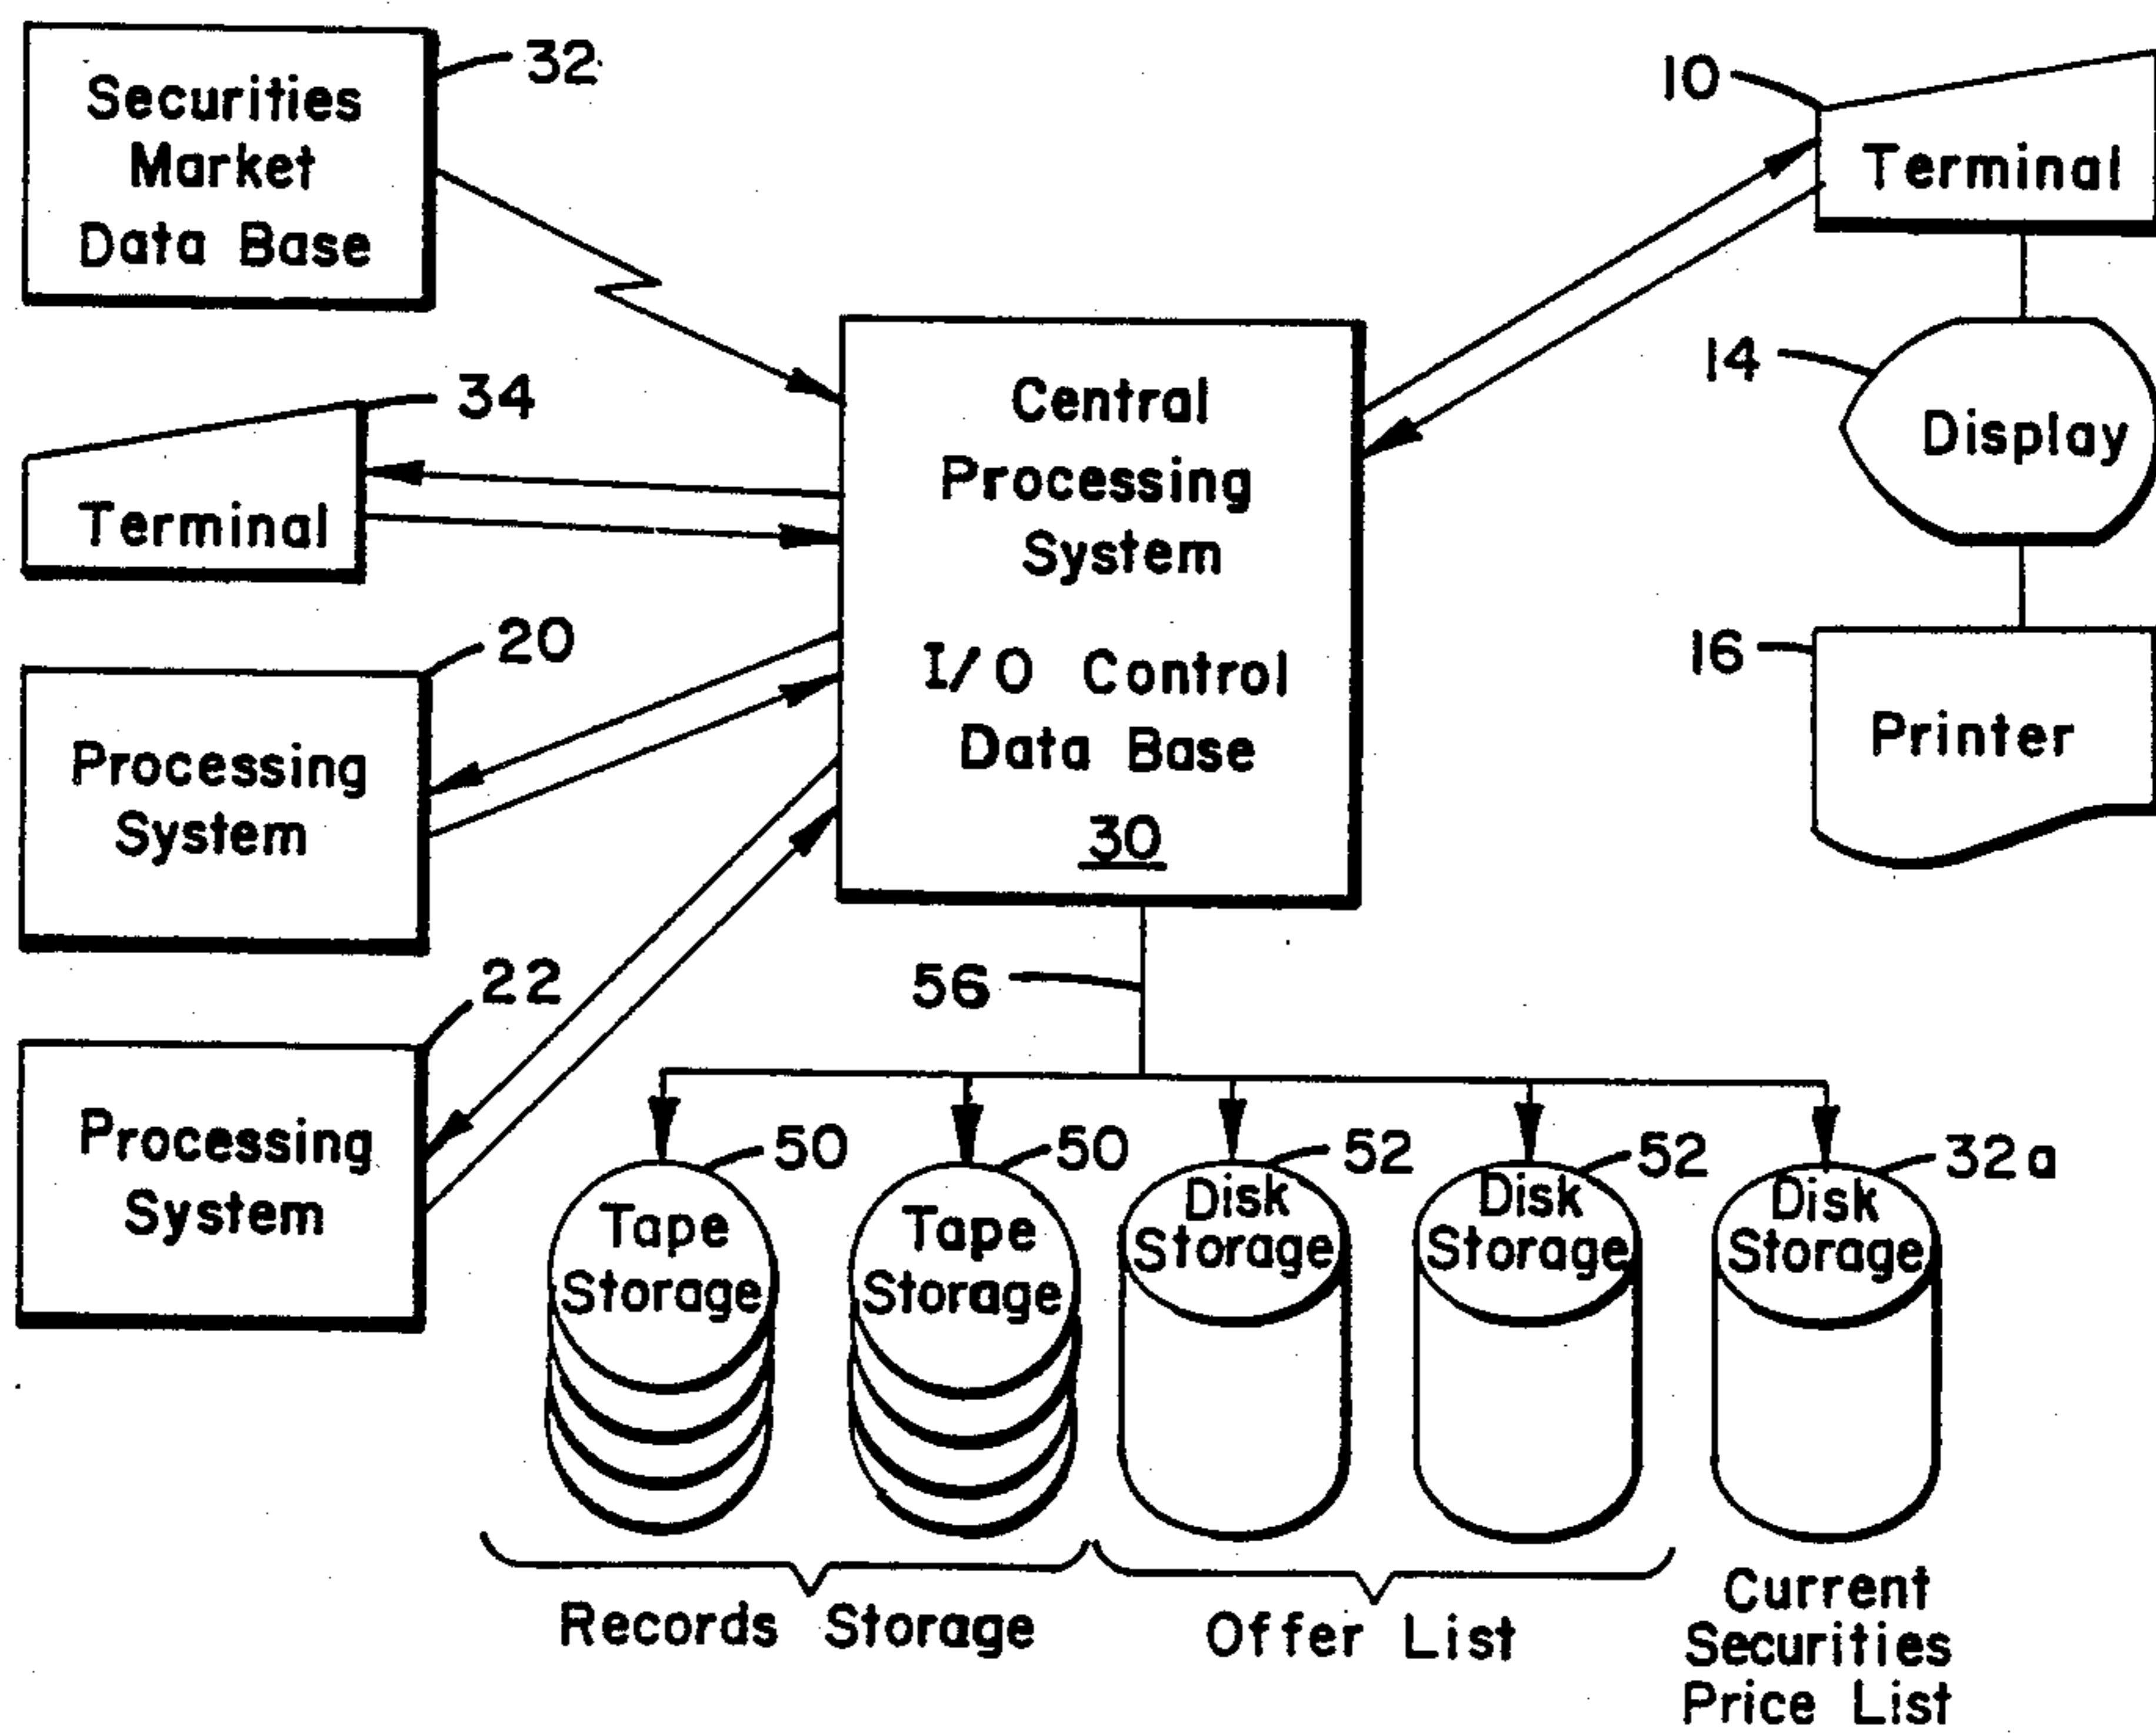 32
Securities
Market
Data Base
10
Terminal
34
Terminal
14
Display
Central
Processing
System
I/O Control
Data Base
30
20
Processing
System
16
Printer
22
Processing
System
56
50
Tape
Storage
50
Tape
Storage
52
Disk
Storage
52
Disk
Storage
32a
Disk
Storage
Records Storage
Offer List
Current
Securities
Price List